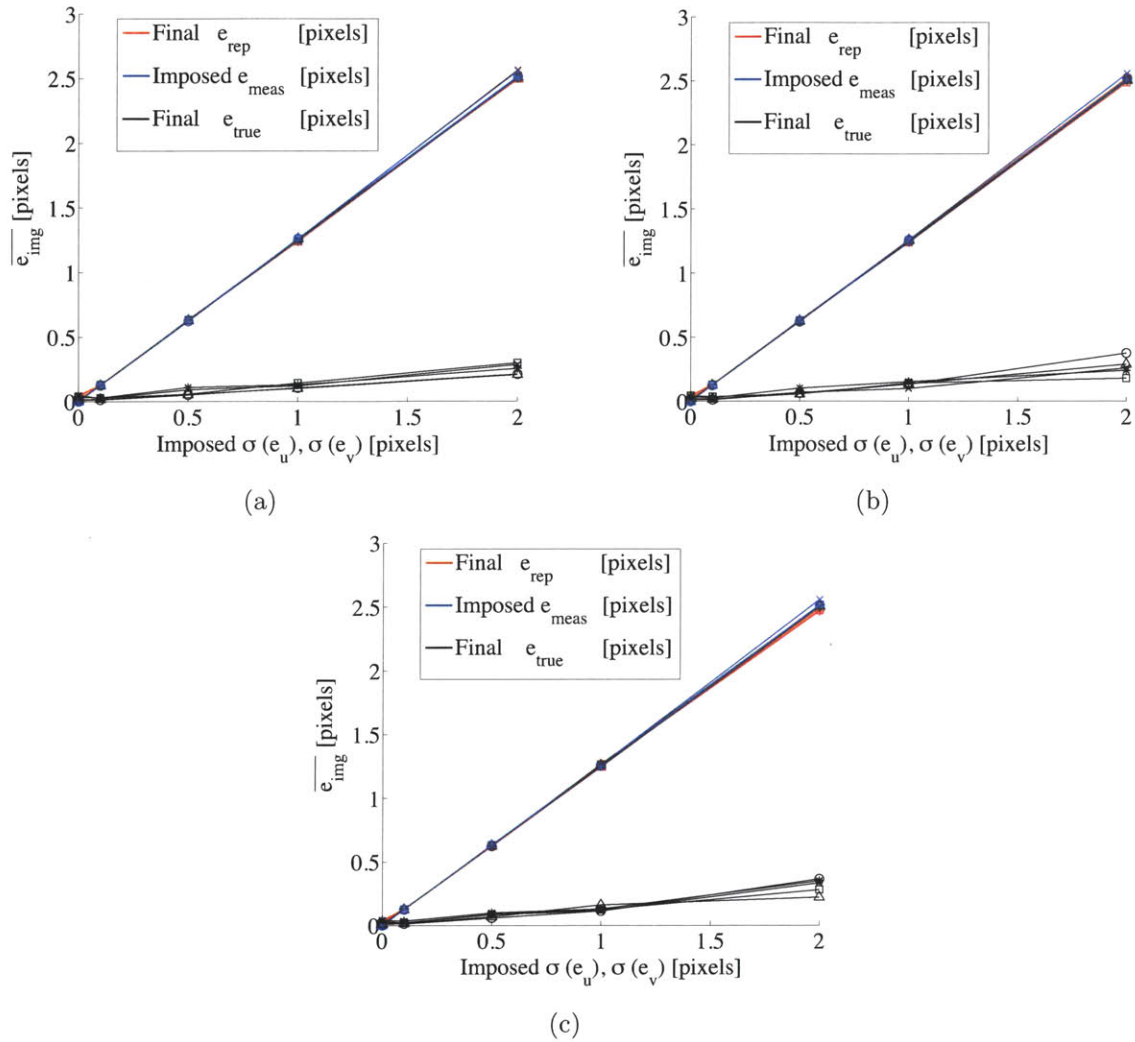 3
2.5
2
1.5
1
0.5
0
Final e_rep [pixels]
Imposed e_meas [pixels]
Final e_true [pixels]
e_img [pixels]
0 0.5 1 1.5 2
Imposed σ (e_u), σ (e_v) [pixels]
(a)
3
2.5
2
1.5
1
0.5
0
Final e_rep [pixels]
Imposed e_meas [pixels]
Final e_true [pixels]
e_img [pixels]
0 0.5 1 1.5 2
Imposed σ (e_u), σ (e_v) [pixels]
(b)
3
2.5
2
1.5
1
0.5
0
Final e_rep [pixels]
Imposed e_meas [pixels]
Final e_true [pixels]
e_img [pixels]
0 0.5 1 1.5 2
Imposed σ (e_u), σ (e_v) [pixels]
(c)